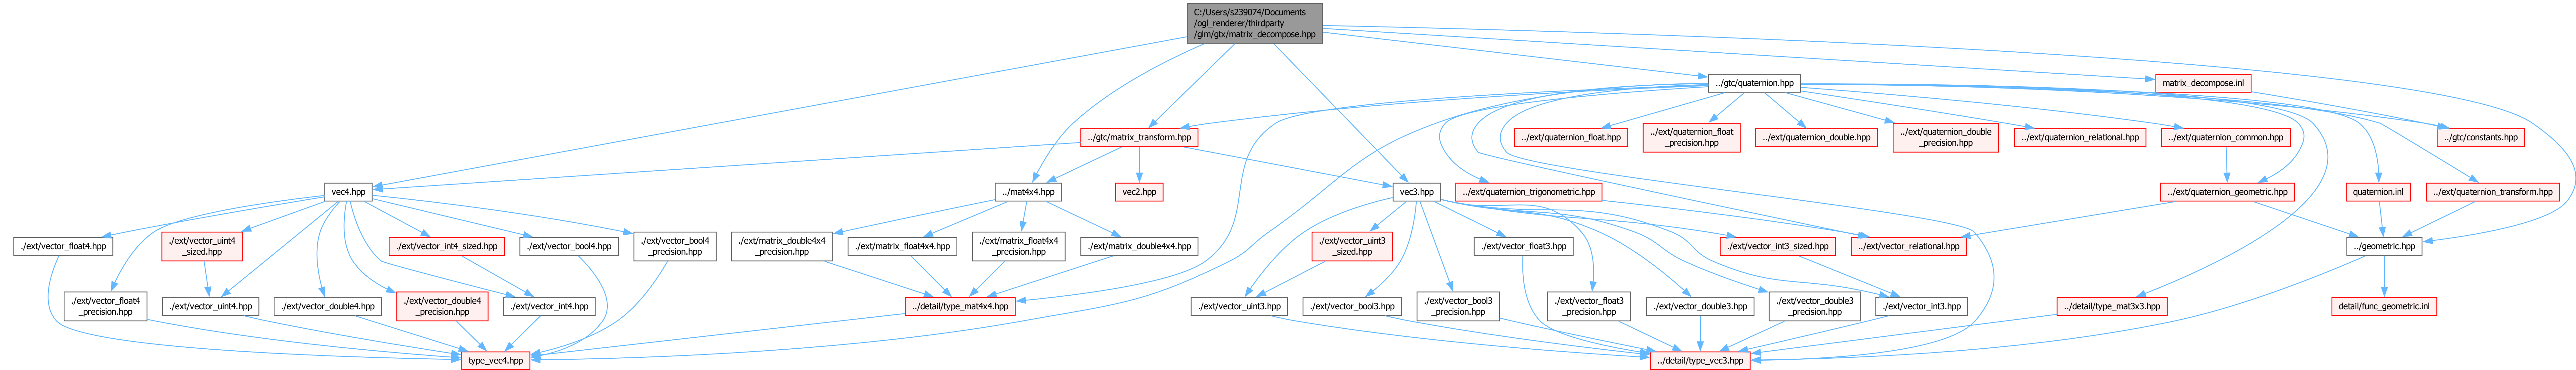 C:/Users/s239074/Documents
/ogl_renderer/thirdparty
/glm/gtx/matrix_decompose.hpp
../gtc/quaternion.hpp
matrix_decompose.inl
../gtc/matrix_transform.hpp
../ext/quaternion_float.hpp
../ext/quaternion_float
_precision.hpp
../ext/quaternion_double.hpp
../ext/quaternion_double
_precision.hpp
../ext/quaternion_relational.hpp
../ext/quaternion_common.hpp
../gtc/constants.hpp
vec4.hpp
../mat4x4.hpp
vec2.hpp
vec3.hpp
../ext/quaternion_trigonometric.hpp
../ext/quaternion_geometric.hpp
quaternion.inl
../ext/quaternion_transform.hpp
./ext/vector_float4.hpp
./ext/vector_uint4
_sized.hpp
./ext/vector_int4_sized.hpp
./ext/vector_bool4.hpp
./ext/vector_bool4
_precision.hpp
./ext/matrix_double4x4
_precision.hpp
./ext/matrix_float4x4.hpp
./ext/matrix_float4x4
_precision.hpp
./ext/matrix_double4x4.hpp
./ext/vector_uint3
_sized.hpp
./ext/vector_float3.hpp
./ext/vector_int3_sized.hpp
../ext/vector_relational.hpp
../geometric.hpp
./ext/vector_float4
_precision.hpp
./ext/vector_uint4.hpp
./ext/vector_double4.hpp
./ext/vector_double4
_precision.hpp
./ext/vector_int4.hpp
../detail/type_mat4x4.hpp
./ext/vector_uint3.hpp
./ext/vector_bool3.hpp
./ext/vector_bool3
_precision.hpp
./ext/vector_float3
_precision.hpp
./ext/vector_double3.hpp
./ext/vector_double3
_precision.hpp
./ext/vector_int3.hpp
../detail/type_mat3x3.hpp
detail/func_geometric.inl
type_vec4.hpp
../detail/type_vec3.hpp